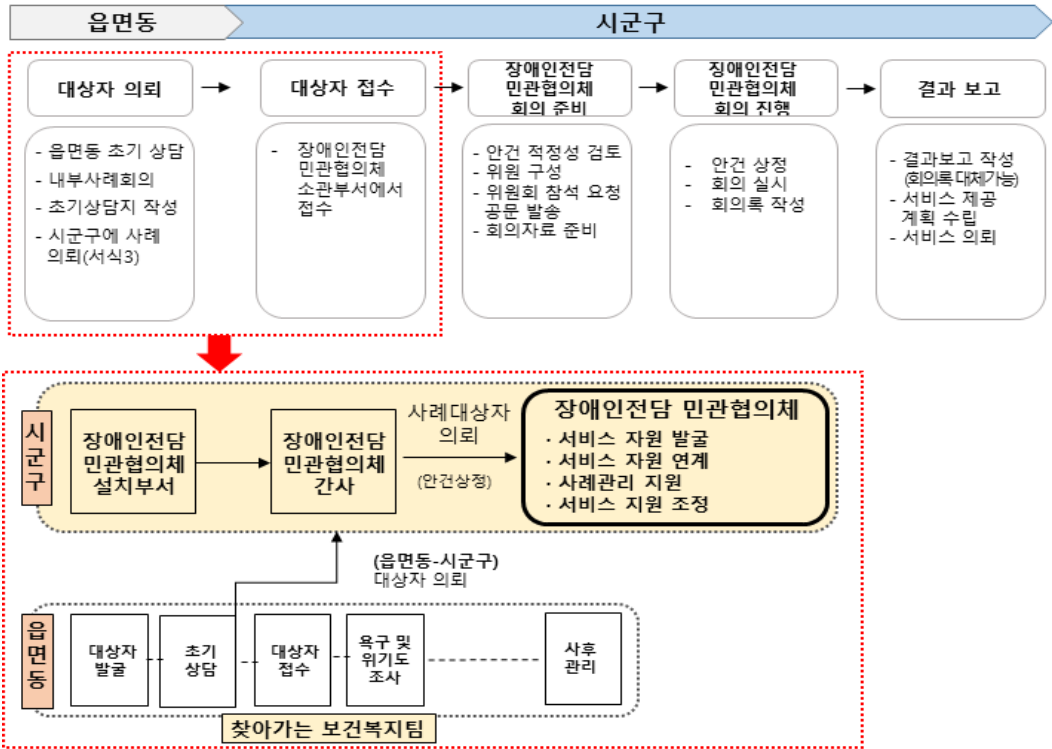 읍면동
시군구
대상자 의뢰
대상자 접수
장애인전담
민관협의체
회의 준비
징애인전담
민관협의체
회의 진행
결과 보고
- 읍면동 초기 상담
- 내부사례회의
- 초기상담지 작성
- 시군구에 사례
의뢰(서식3)
- 장애인전담
민관협의체
소관부서에서
접수
- 안건 적정성 검토
- 위원 구성
- 위원회 참석 요청
공문 발송
- 회의자료 준비
- 안건 상정
- 회의 실시
- 회의록 작성
- 결과보고 작성
(회의록 대체가능)
- 서비스 제공
계획 수립
- 서비스 의뢰
시군구
장애인전담
민관협의체
설치부서
장애인전담
민관협의체
간사
사례대상자
의뢰
(안건상정)
장애인전담 민관협의체
· 서비스 자원 발굴
· 서비스 자원 연계
· 사례관리 지원
· 서비스 지원 조정
(읍면동-시군구)
대상자 의뢰
읍면동
대상자
발굴
초기
상담
대상자
접수
욕구 및
위기도
조사
사후
관리
찾아가는 보건복지팀